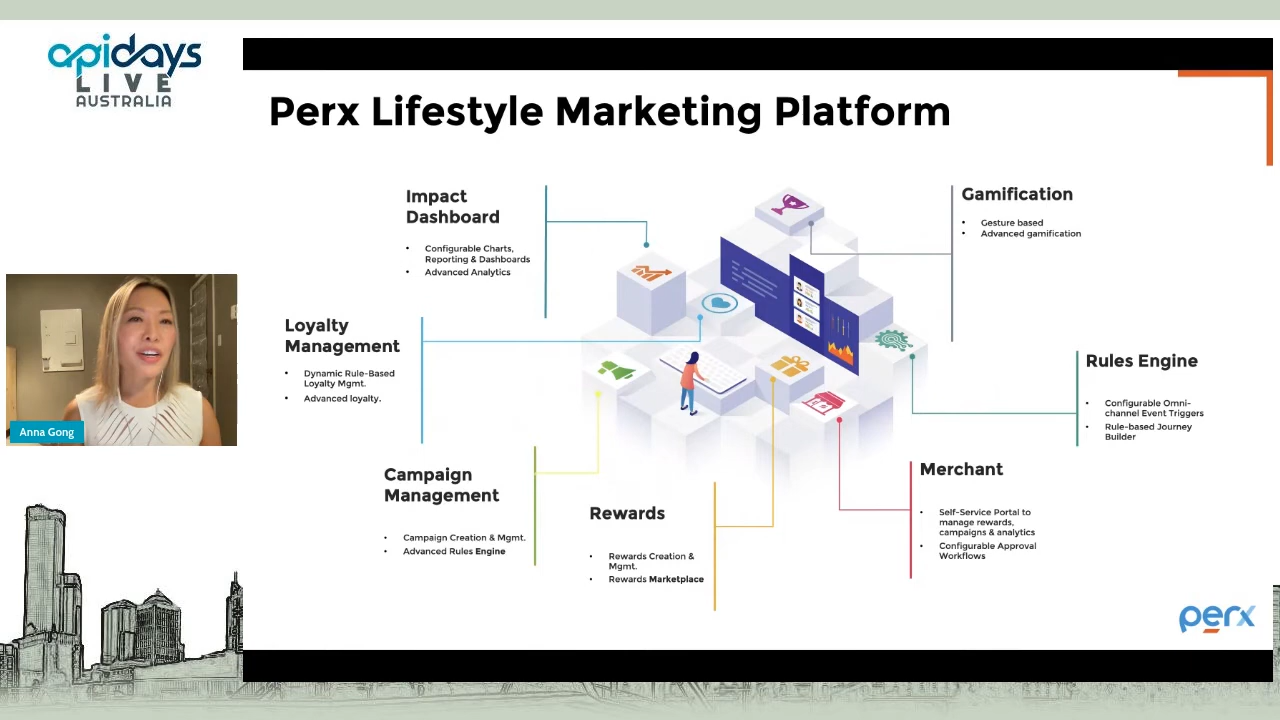 apidays
LIVE
AUSTRALIA
Perx Lifestyle Marketing Platform
Impact
Dashboard
• Configurable Charts,
Reporting & Dashboards
• Advanced Analytics
Gamification
• Gesture based
• Advanced gamification
Loyalty
Management
• Dynamic Rule-Based
Loyalty Mgmt.
• Advanced loyalty.
Rules Engine
• Configurable Omni-
channel Event Triggers
• Rule-based Journey
Builder
Anna Gong
Campaign
Management
• Campaign Creation & Mgmt.
• Advanced Rules Engine
Rewards
• Rewards Creation &
Mgmt.
• Rewards Marketplace
Merchant
• Self-Service Portal to
manage rewards,
campaigns & analytics
• Configurable Approval
Workflows
perx